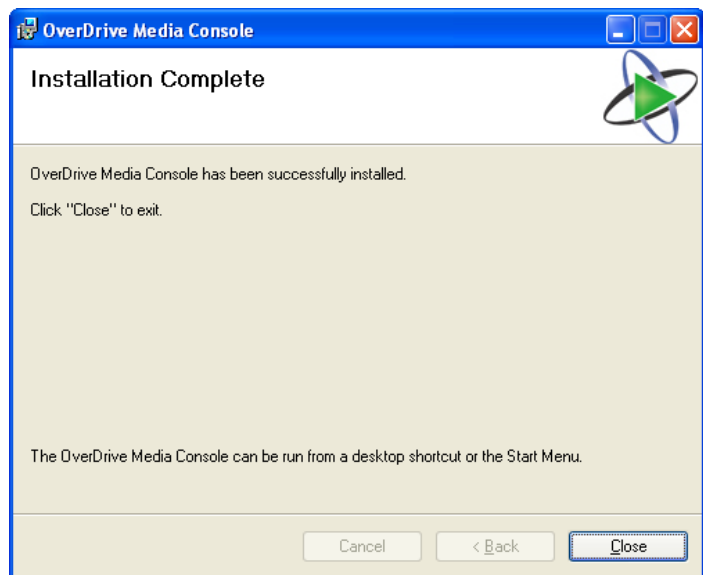 OverDrive Media Console
Installation Complete
OverDrive Media Console has been successfully installed.
Click "Close" to exit.
The OverDrive Media Console can be run from a desktop shortcut or the Start Menu.
Cancel
< Back
Close